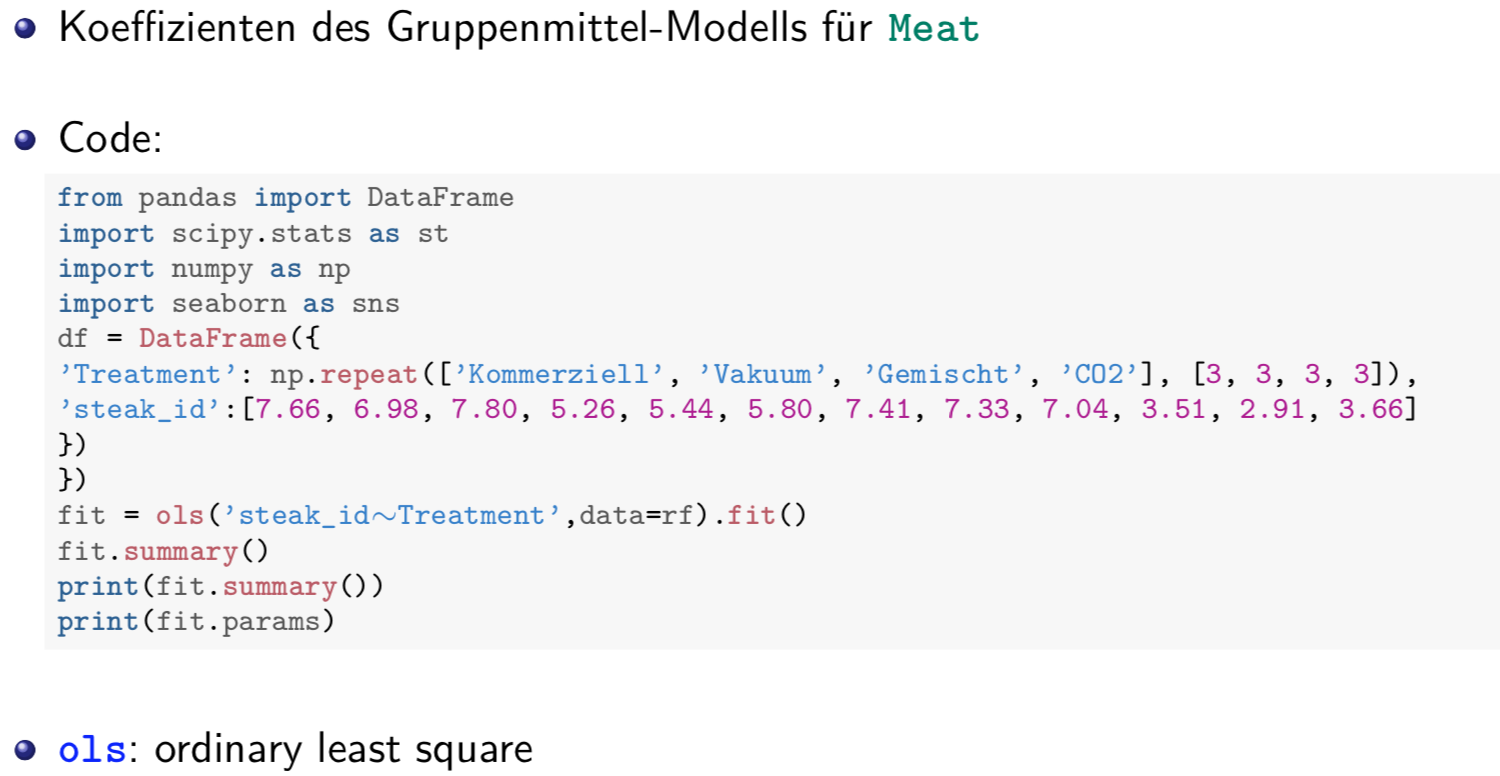 Koeffizienten des Gruppenmittel-Modells für Meat
Code:
from pandas import DataFrame
import scipy.stats as st
import numpy as np
import seaborn as sns
df = DataFrame({
’Treatment’: np.repeat([’Kommerziell’, ’Vakuum’, ’Gemischt’, ’CO2’], [3, 3, 3, 3]),
’steak_id’:[7.66, 6.98, 7.80, 5.26, 5.44, 5.80, 7.41, 7.33, 7.04, 3.51, 2.91, 3.66]
})
})
fit = ols(’steak_id∼Treatment’,data=rf).fit()
fit.summary()
print(fit.summary())
print(fit.params)
ols: ordinary least square